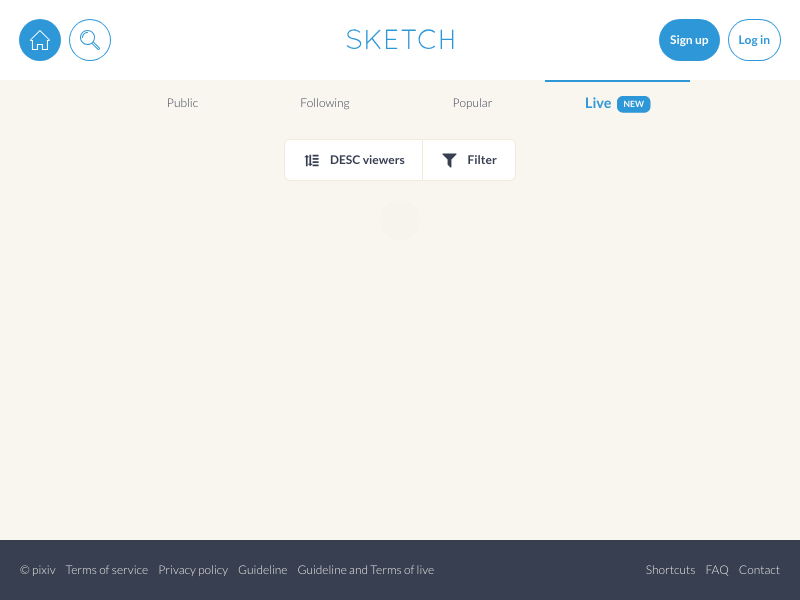 SKETCH
Sign up
Log in
Public
Following
Popular
Live NEW
DESC viewers
Filter
© pixiv Terms of service Privacy policy Guideline Guideline and Terms of live
Shortcuts FAQ Contact